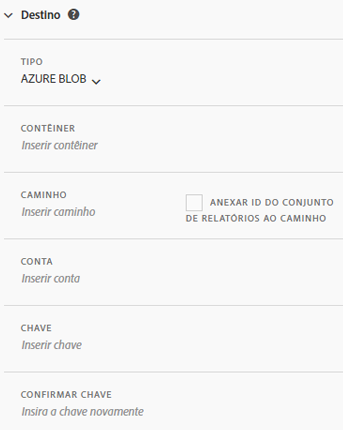 Destino
TIPO
AZURE BLOB
CONTÊINER
Inserir contêiner
CAMINHO
Inserir caminho
ANEXAR ID DO CONJUNTO
DE RELATÓRIOS AO CAMINHO
CONTA
Inserir conta
CHAVE
Inserir chave
CONFIRMAR CHAVE
Insira a chave novamente